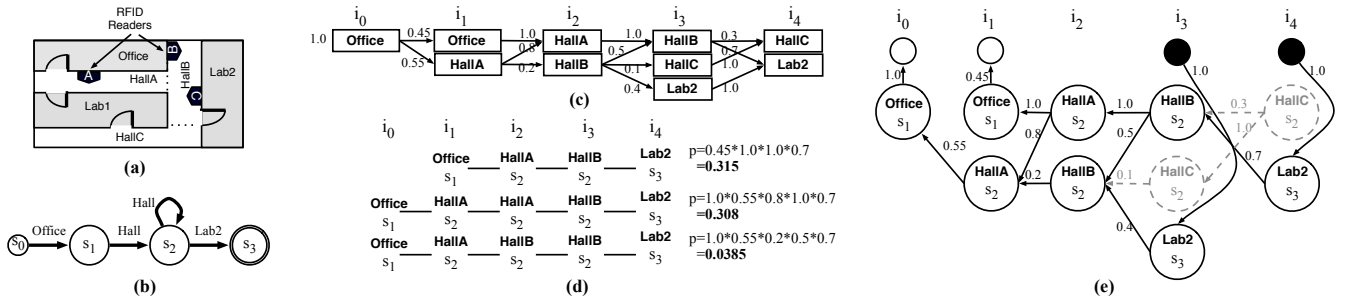 RFID
Readers
Office
B
A
HallA
HallB
Lab2
C
Lab1
HallC
(a)
Office
Hall
Hall
Lab2
s0
s1
s2
s3
(b)
i0 i1 i2 i3 i4
1.0 Office 0.45 Office 1.0 HallA 1.0 HallB 0.3 HallC
0.55 HallA 0.8 0.2 HallB 0.5 0.1 HallC 0.7 1.0 Lab2
0.4 Lab2 1.0
(c)
i0 i1 i2 i3 i4
Office HallA HallB Lab2 p=0.45*1.0*1.0*0.7
s1 s2 s2 s3 =0.315
Office HallA HallA HallB Lab2 p=1.0*0.55*0.8*1.0*0.7
s1 s2 s2 s2 s3 =0.308
Office HallA HallB HallB Lab2 p=1.0*0.55*0.2*0.5*0.7
s1 s2 s2 s2 s3 =0.0385
(d)
i0 i1 i2 i3 i4
1.0 0.45 1.0 1.0
Office Office 1.0 HallA 1.0 HallB 0.3 HallC
s1 s1 s2 s2 s2
0.55 0.8 0.5 1.0 0.7
HallA 0.2 HallB 0.1 HallC Lab2
s2 s2 s2 s3
0.4 Lab2
s3
(e)